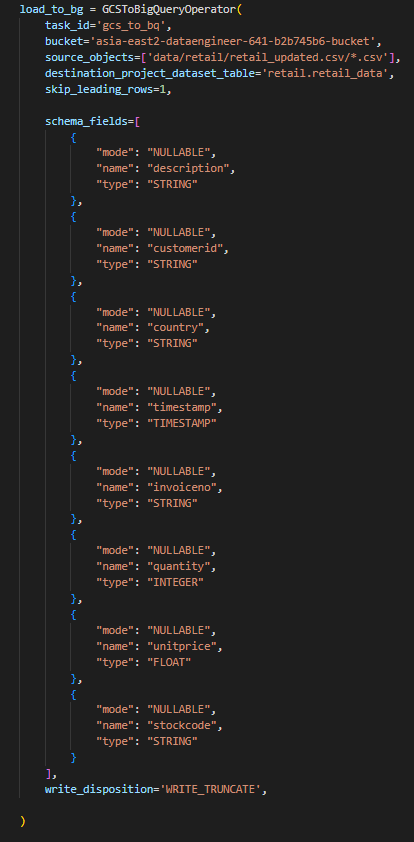 load_to_bg = GCSToBigQueryOperator(
    task_id='gcs_to_bq',
    bucket='asia-east2-dataengineer-641-b2b745b6-bucket',
    source_objects=['data/retail/retail_updated.csv/*.csv'],
    destination_project_dataset_table='retail.retail_data',
    skip_leading_rows=1,
    schema_fields=[
        {
            "mode": "NULLABLE",
            "name": "description",
            "type": "STRING"
        },
        {
            "mode": "NULLABLE",
            "name": "customerid",
            "type": "STRING"
        },
        {
            "mode": "NULLABLE",
            "name": "country",
            "type": "STRING"
        },
        {
            "mode": "NULLABLE",
            "name": "timestamp",
            "type": "TIMESTAMP"
        },
        {
            "mode": "NULLABLE",
            "name": "invoiceno",
            "type": "STRING"
        },
        {
            "mode": "NULLABLE",
            "name": "quantity",
            "type": "INTEGER"
        },
        {
            "mode": "NULLABLE",
            "name": "unitprice",
            "type": "FLOAT"
        },
        {
            "mode": "NULLABLE",
            "name": "stockcode",
            "type": "STRING"
        }
    ],
    write_disposition='WRITE_TRUNCATE',
)